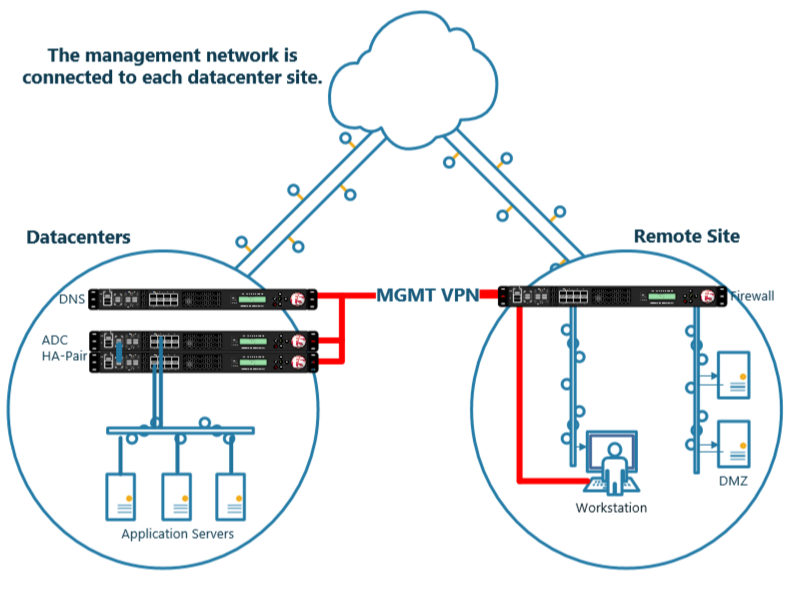 The management network is
connected to each datacenter site.
Datacenters
Remote Site
DNS
MGMT VPN
Firewall
ADC
HA-Pair
DMZ
Workstation
Application Servers